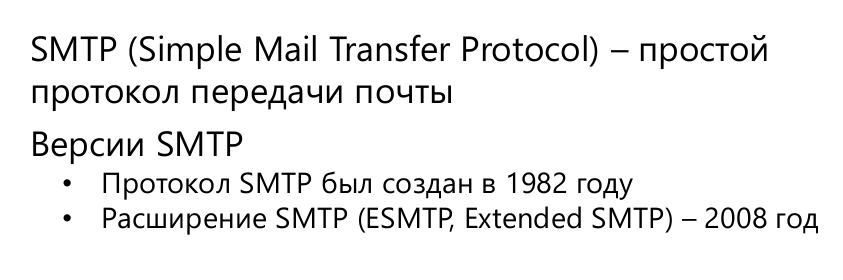 SMTP (Simple Mail Transfer Protocol) – простой
протокол передачи почты
Версии SMTP
• Протокол SMTP был создан в 1982 году
• Расширение SMTP (ESMTP, Extended SMTP) – 2008 год